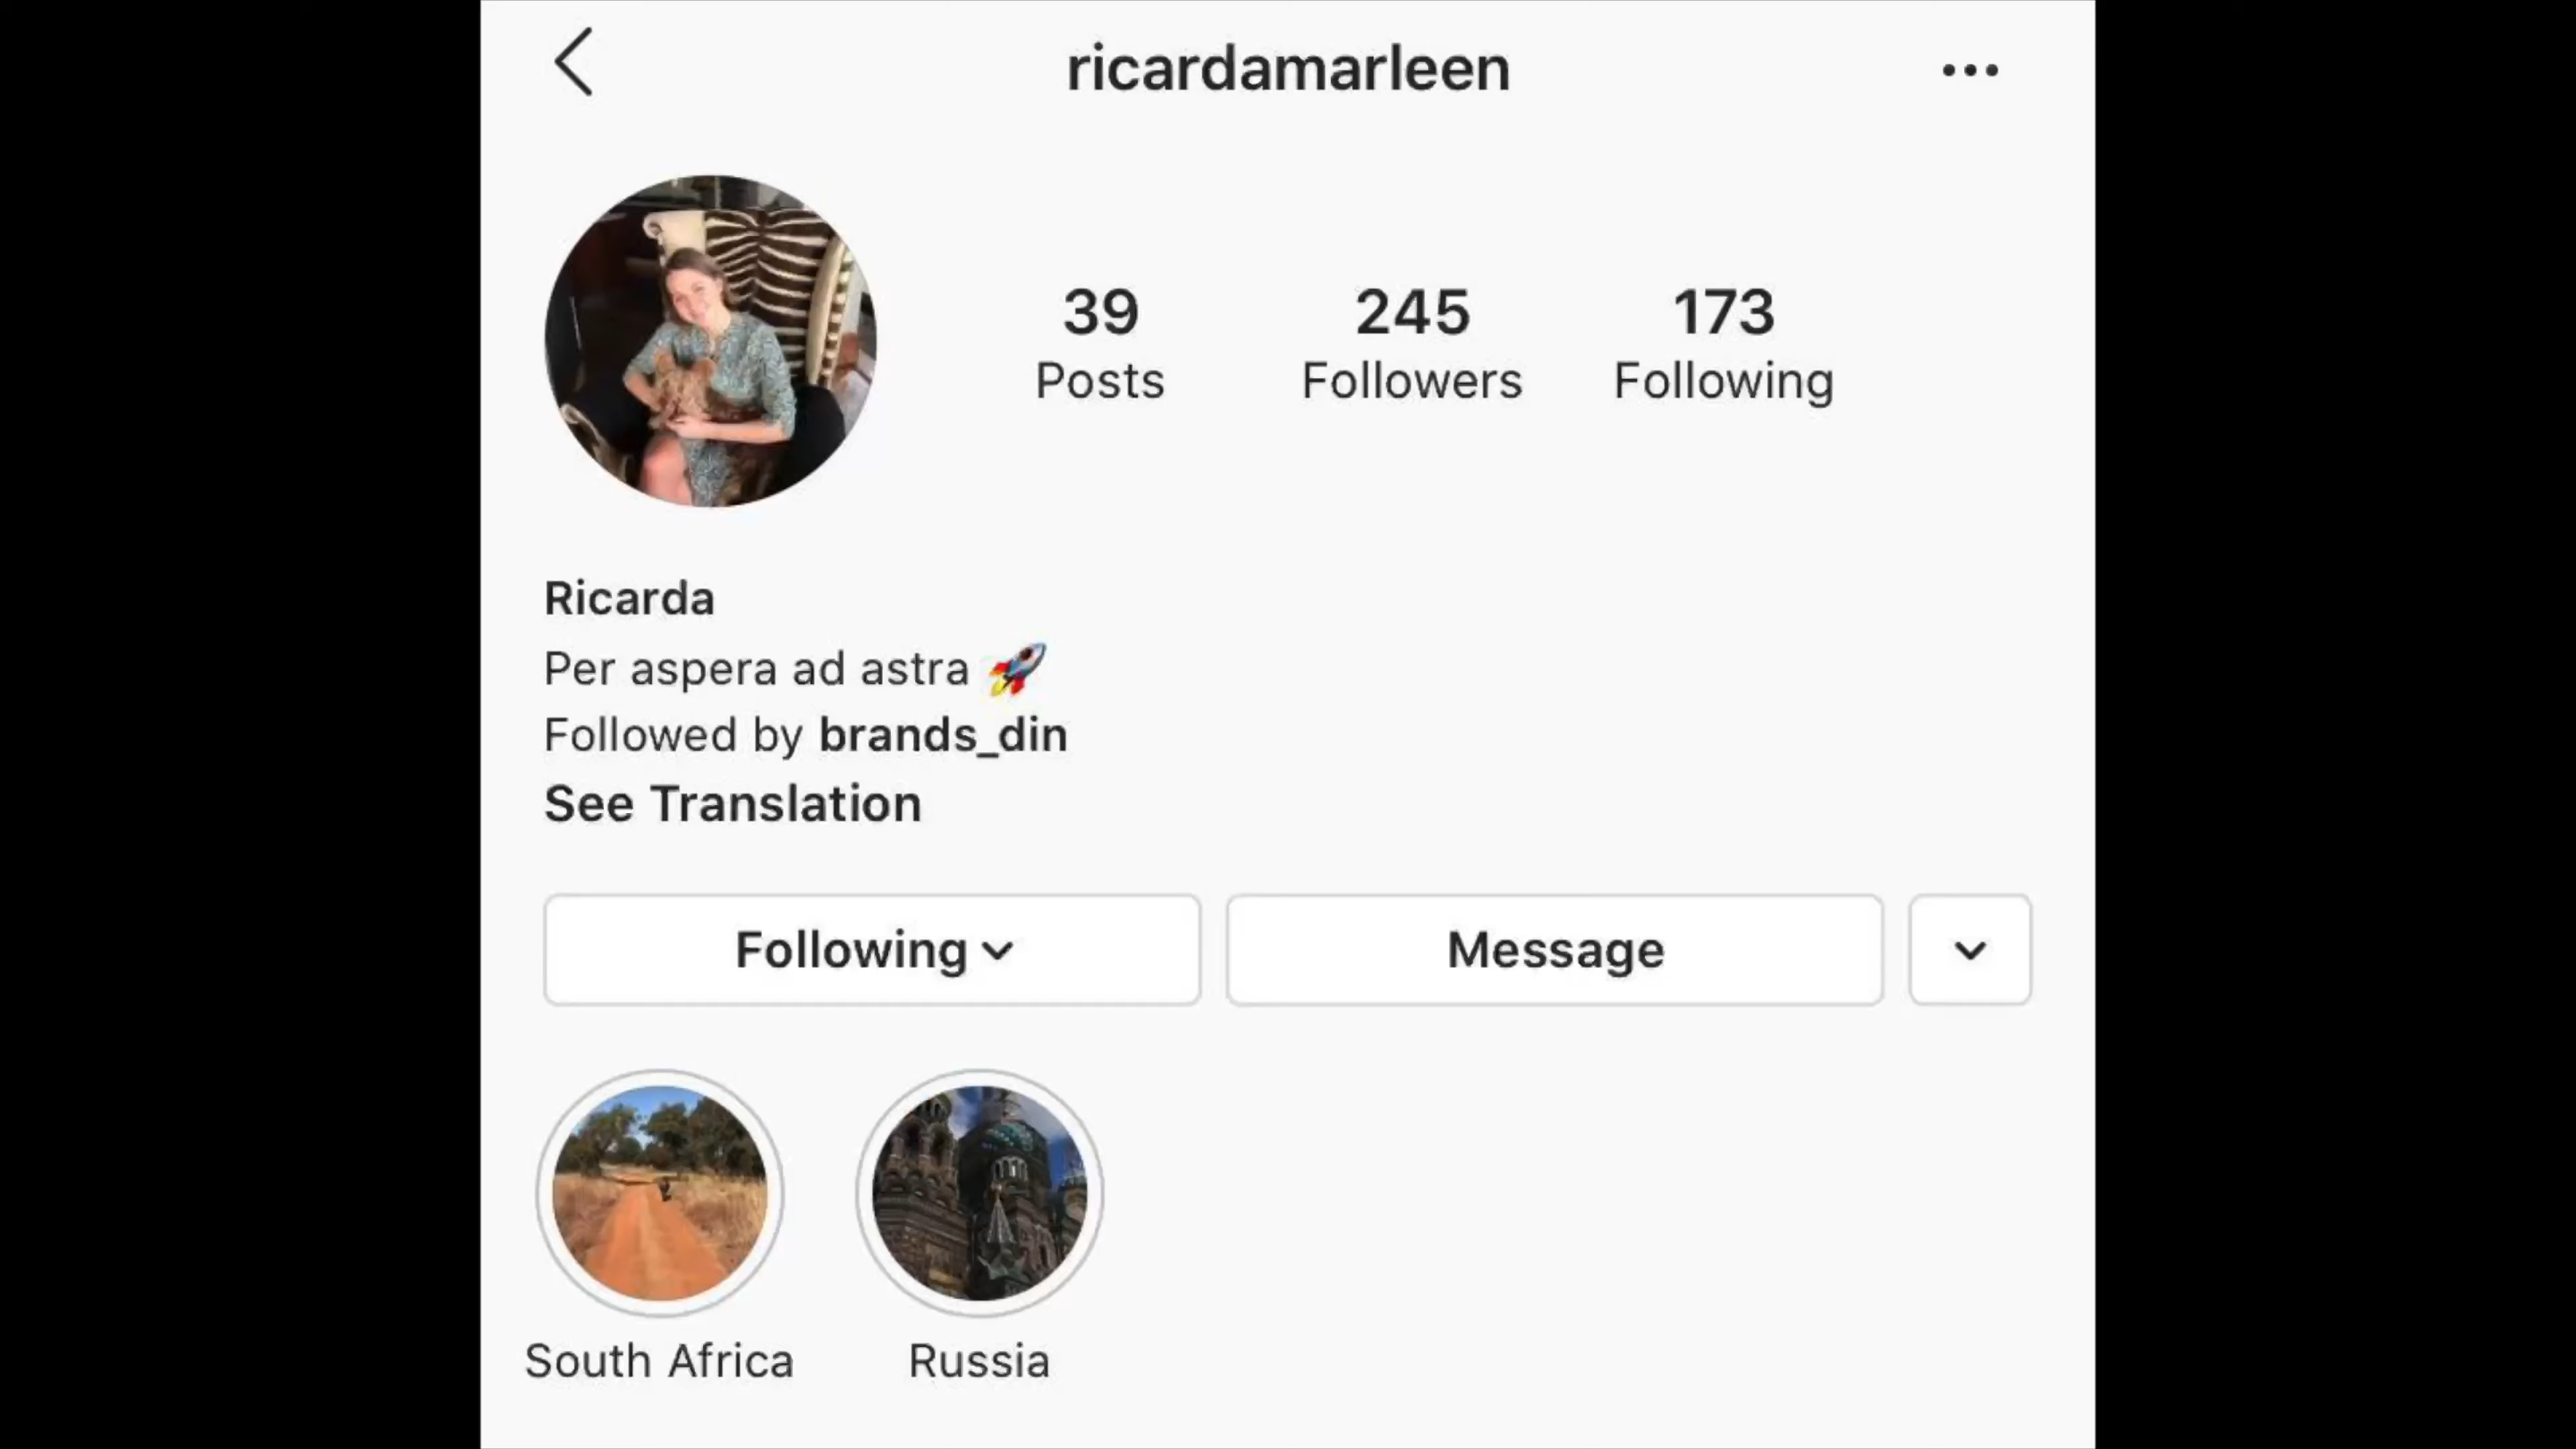 ricardamarleen
39 245 173
Posts Followers Following
Ricarda
Per aspera ad astra 🚀
Followed by brands_din
See Translation
Following Message
South Africa Russia